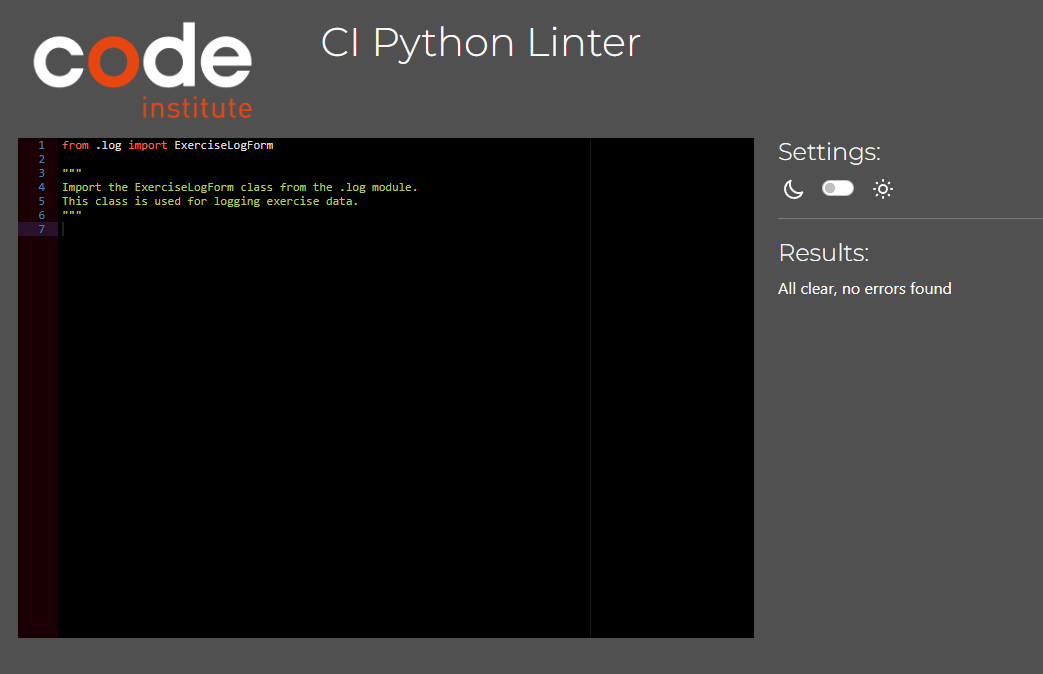 code
institute
CI Python Linter
1 from .log import ExerciseLogForm
2
3 """
4 Import the ExerciseLogForm class from the .log module.
5 This class is used for logging exercise data.
6 """
7
Settings:
Results:
All clear, no errors found